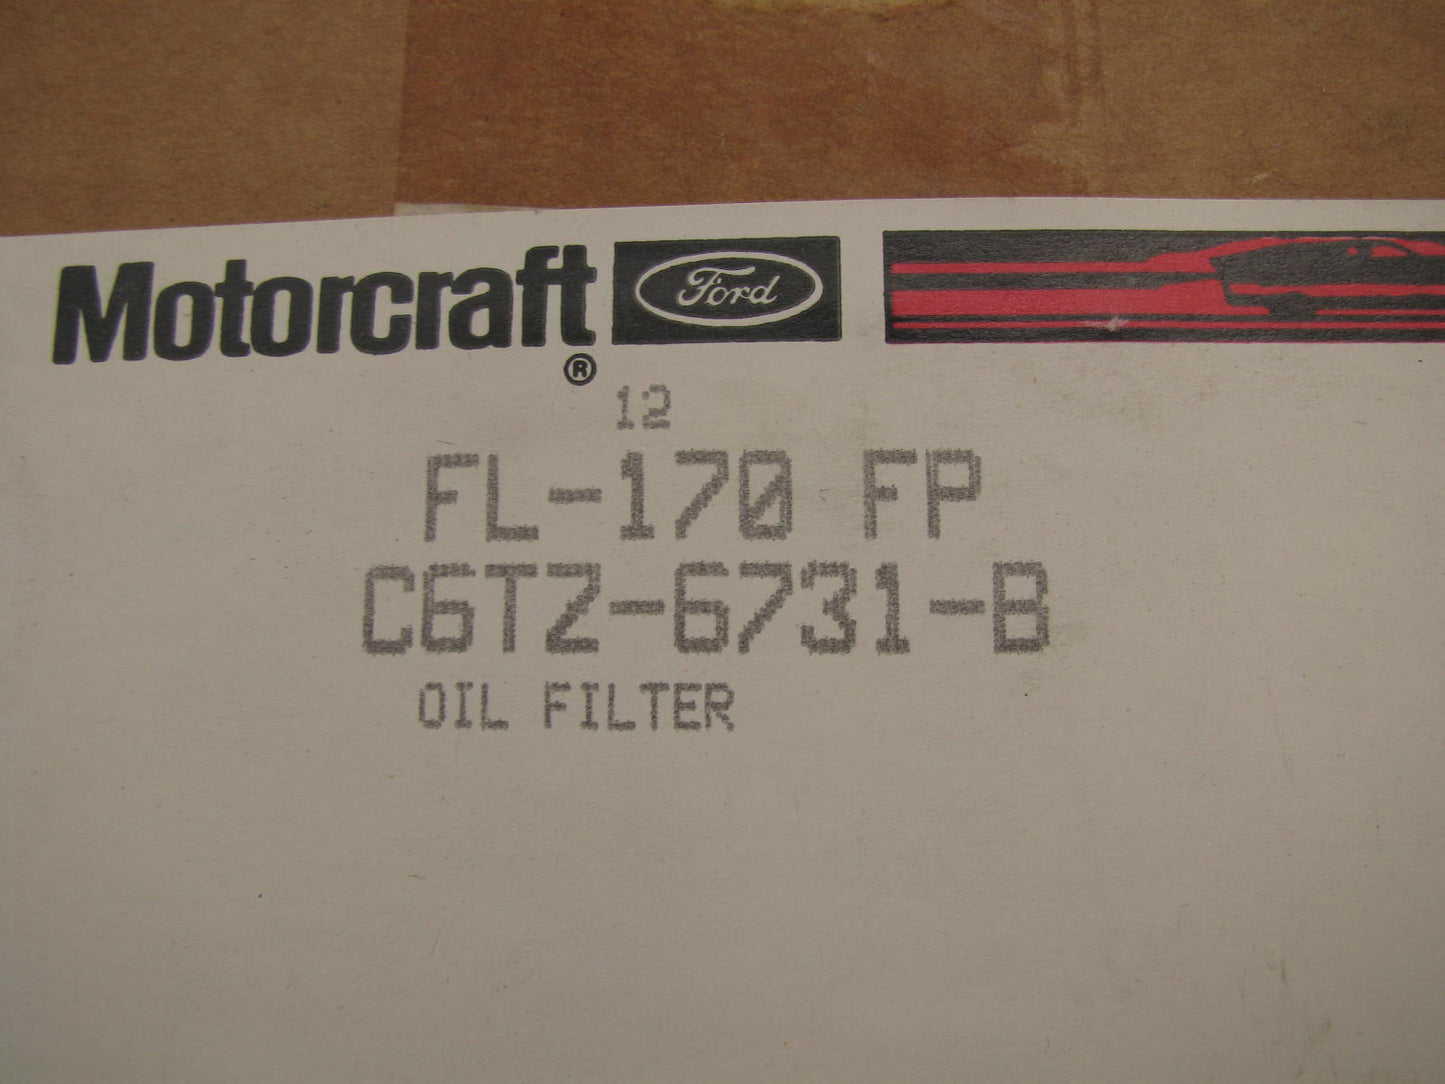 Motorcraft® Ford
12
FL-170 FP
C6TZ-6731-B
OIL FILTER